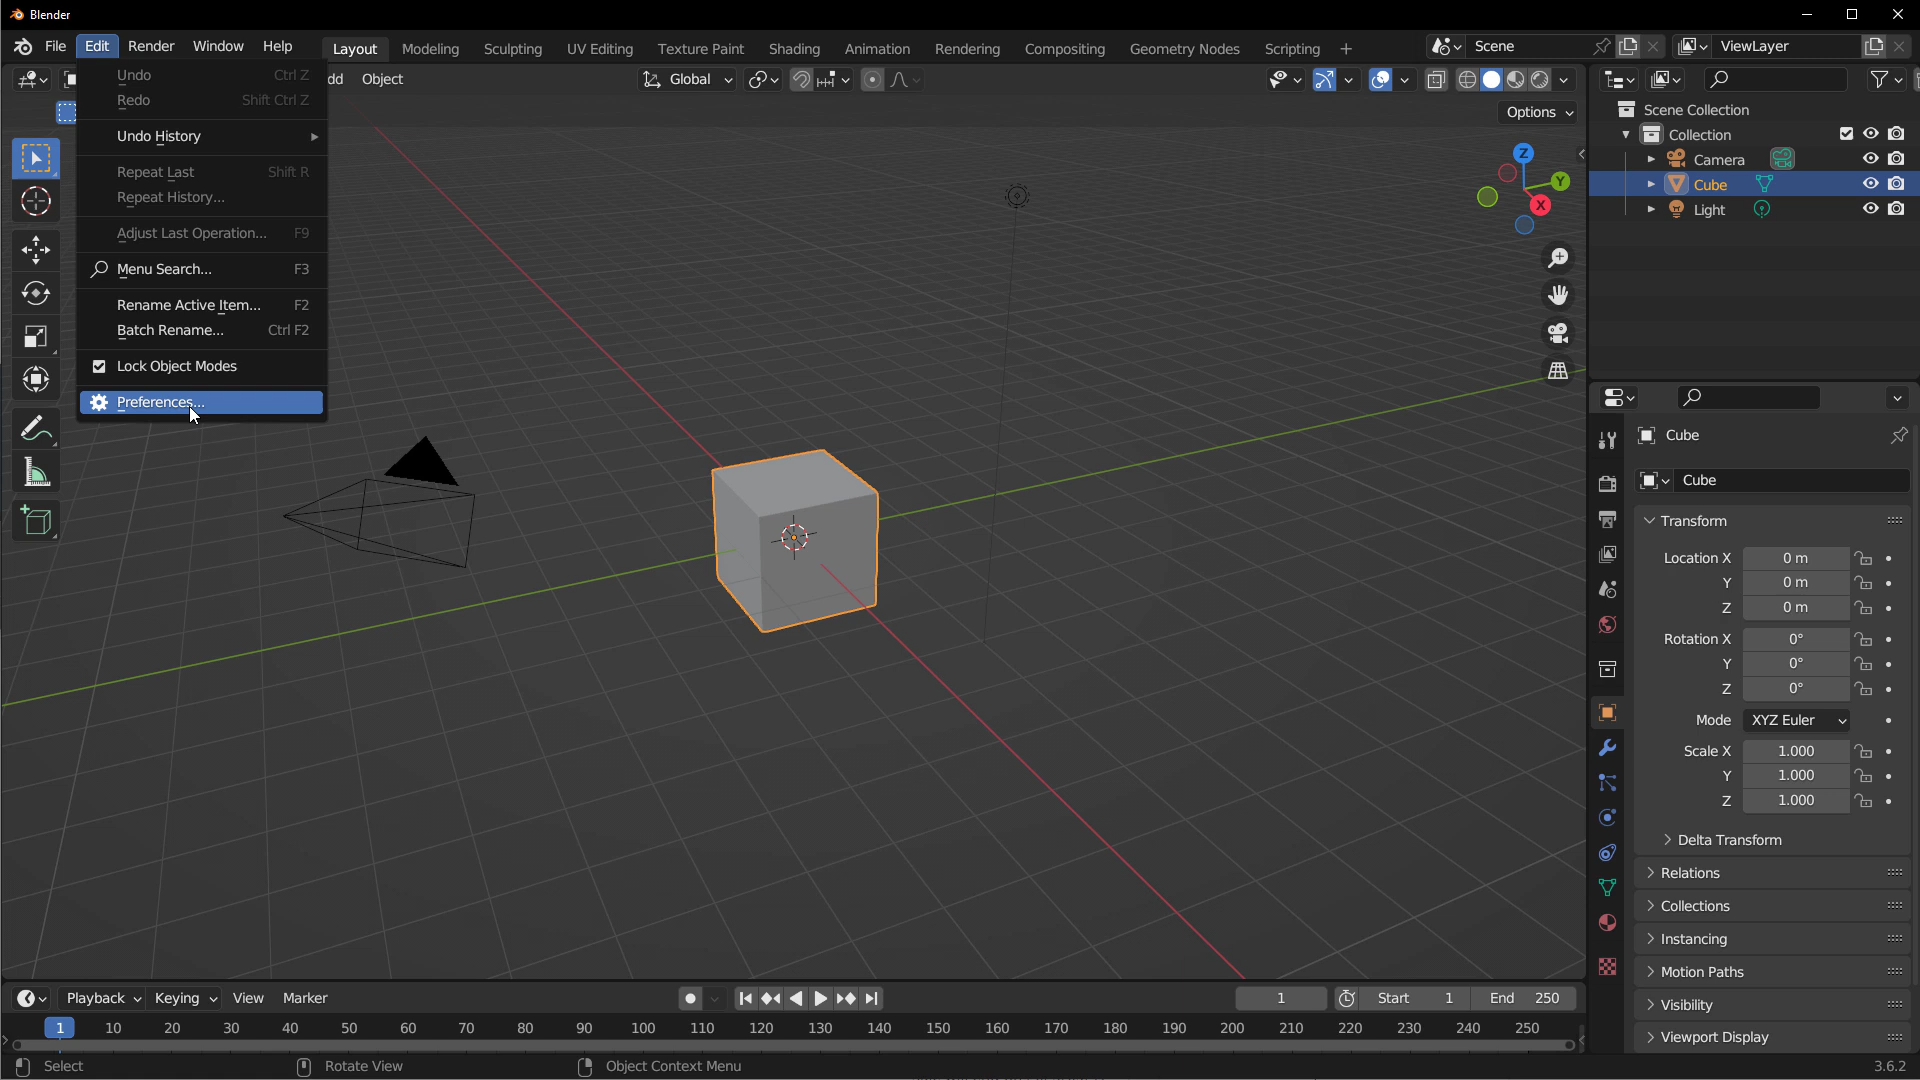 Blender
File Edit Render Window Help Layout Modeling Sculpting UV Editing Texture Paint Shading Animation Rendering Compositing Geometry Nodes Scripting + Scene ViewLayer
dd Object Global
Options
Undo Ctrl Z
Redo Shift Ctrl Z
Undo History
Repeat Last Shift R
Repeat History...
Adjust Last Operation... F9
Menu Search... F3
Rename Active Item... F2
Batch Rename... Ctrl F2
Lock Object Modes
Preferences...
Z
Y
X
Scene Collection
Collection
Camera
Cube
Light
Cube
Cube
Transform
Location X 0 m
Y 0 m
Z 0 m
Rotation X 0°
Y 0°
Z 0°
Mode XYZ Euler
Scale X 1.000
Y 1.000
Z 1.000
Delta Transform
Relations
Collections
Instancing
Motion Paths
Visibility
Viewport Display
Playback Keying View Marker 1 Start 1 End 250
1 10 20 30 40 50 60 70 80 90 100 110 120 130 140 150 160 170 180 190 200 210 220 230 240 250
Select Rotate View Object Context Menu 3.6.2